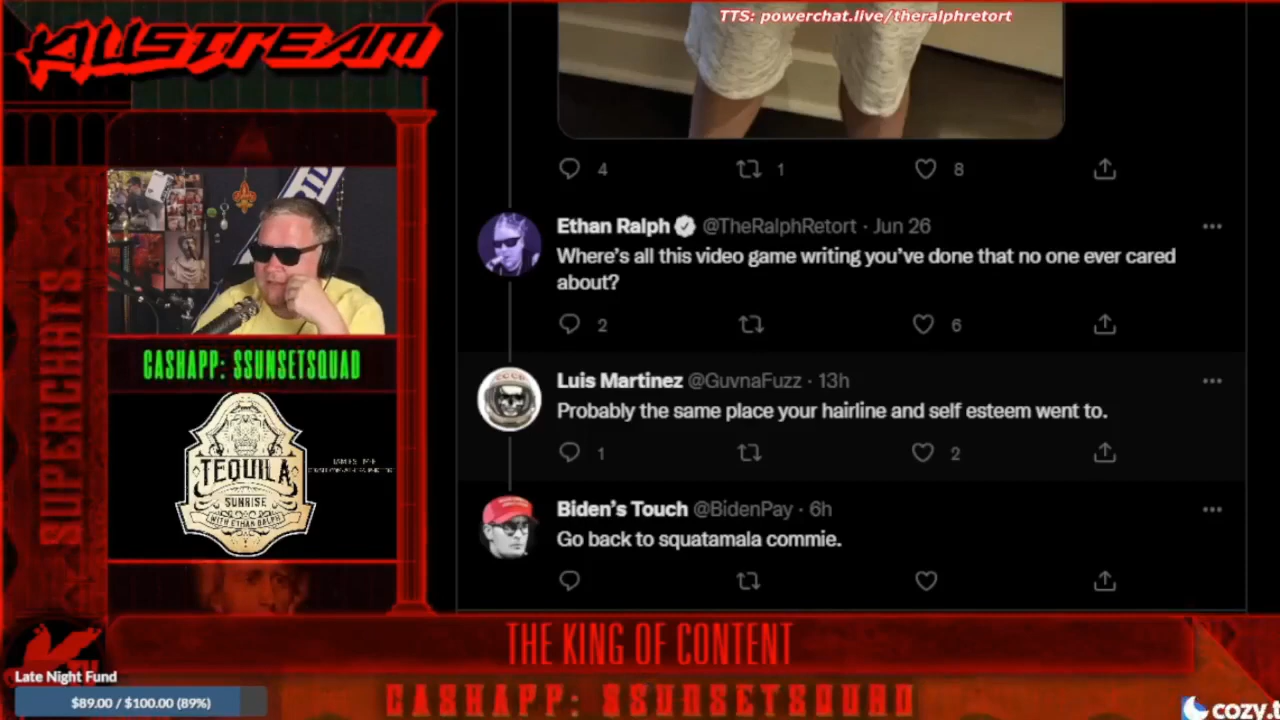 TTS: powerchat.live/theralphretort
KILLSTREAM
4
1
8
Ethan Ralph @TheRalphRetort · Jun 26
Where's all this video game writing you've done that no one ever cared
about?
2
6
SUPERCHATS
CASHAPP: $SUNSETSQUAD
Luis Martinez @GuvnaFuzz · 13h
Probably the same place your hairline and self esteem went to.
1
2
TEQUILA
SUNRISE
WITH ETHAN RALPH
Biden's Touch @BidenPay · 6h
Go back to squatamala commie.
THE KING OF CONTENT
Late Night Fund
$89.00 / $100.00 (89%)
CASHAPP: $SUNSETSQUAD
cozy.t